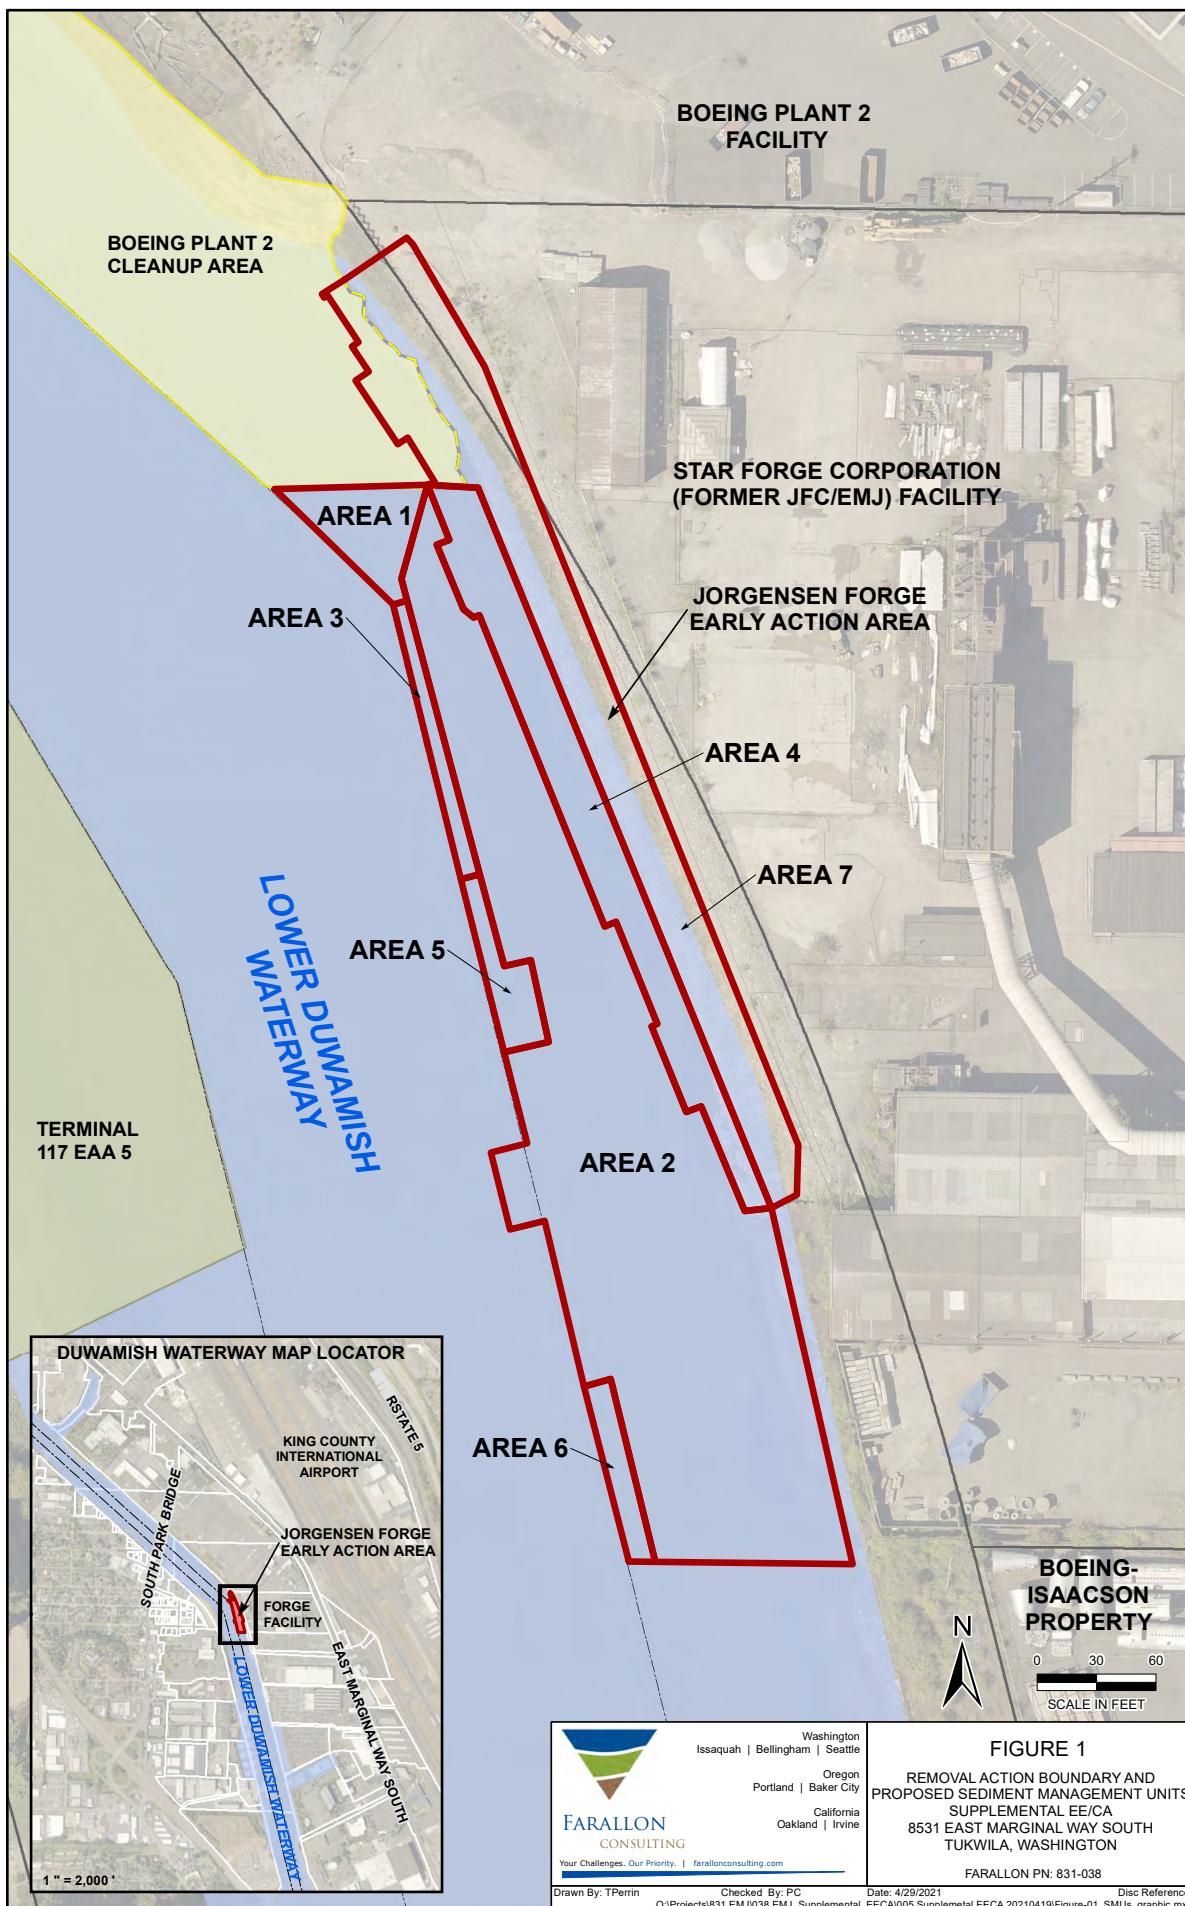 BOEING PLANT 2
FACILITY
BOEING PLANT 2
CLEANUP AREA
STAR FORGE CORPORATION
(FORMER JFC/EMJ) FACILITY
AREA 1
JORGENSEN FORGE
EARLY ACTION AREA
AREA 3
AREA 4
AREA 7
LOWER DUWAMISH
WATERWAY
AREA 5
TERMINAL
117 EAA 5
AREA 2
AREA 6
DUWAMISH WATERWAY MAP LOCATOR
RSTATE 5
KING COUNTY
INTERNATIONAL
AIRPORT
SOUTH PARK BRIDGE
JORGENSEN FORGE
EARLY ACTION AREA
FORGE
FACILITY
EAST MARGINAL WAY SOUTH
LOWER DUWAMISH WATERWAY
1 " = 2,000 '
BOEING-
ISAACSON
PROPERTY
N
0 30 60
SCALE IN FEET
Washington
Issaquah | Bellingham | Seattle
Oregon
Portland | Baker City
California
Oakland | Irvine
FARALLON
CONSULTING
Your Challenges. Our Priority. | farallonconsulting.com
FIGURE 1
REMOVAL ACTION BOUNDARY AND
PROPOSED SEDIMENT MANAGEMENT UNITS
SUPPLEMENTAL EE/CA
8531 EAST MARGINAL WAY SOUTH
TUKWILA, WASHINGTON
FARALLON PN: 831-038
Drawn By: TPerrin Checked By: PC Date: 4/29/2021 Disc Reference